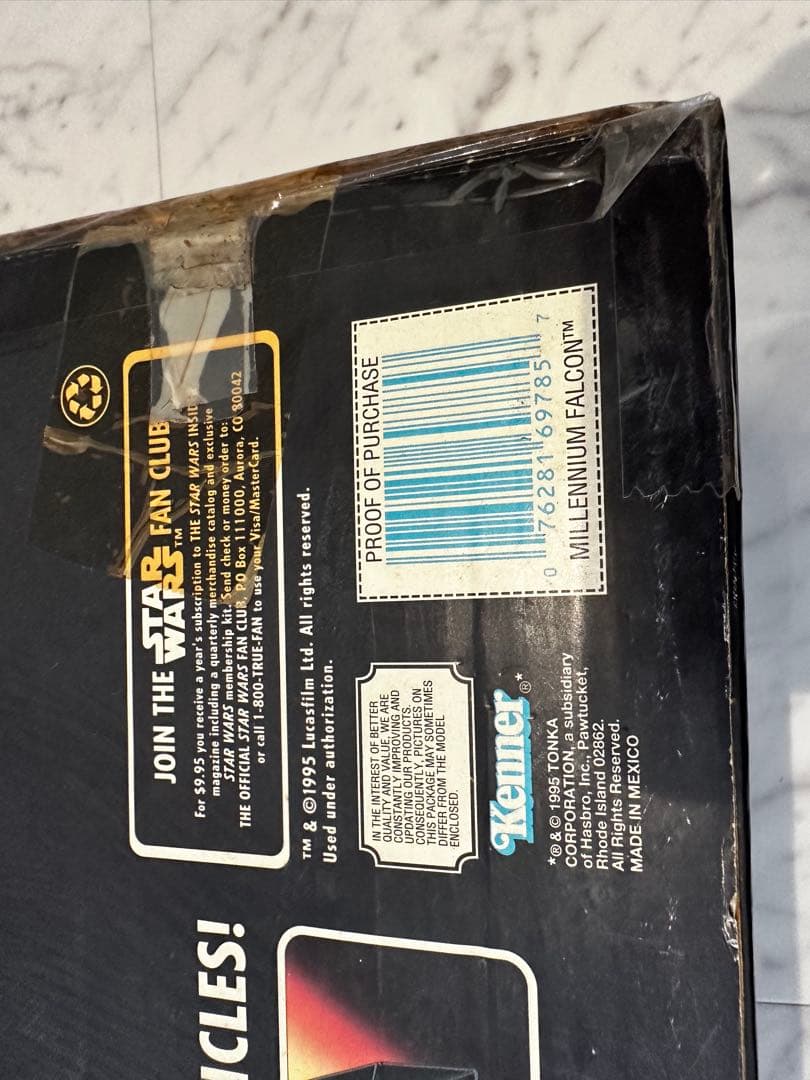 JOIN THE STAR WARS™ FAN CLUB
For $9.95 you receive a year's subscription to THE STAR WARS
magazine including a quarterly merchandise catalog and exclusive
STAR WARS membership kit. Send check or money order to:
THE OFFICIAL STAR WARS FAN CLUB, P.O Box 111000, Aurora, CO 80042
or call 1-800-TRUE-FAN to use your Visa/MasterCard.
TM & ©1995 Lucasfilm Ltd. All rights reserved.
Used under authorization.
IN THE INTEREST OF BETTER
QUALITY AND VALUE, WE ARE
CONSTANTLY IMPROVING AND
UPDATING OUR PRODUCTS.
CONSEQUENTLY, PICTURES ON
THIS PACKAGE MAY SOMETIMES
DIFFER FROM THE MODEL
ENCLOSED.
PROOF OF PURCHASE
0 76281 69785 7
MILLENNIUM FALCON™
Kenner®*
*® & © 1995 TONKA
CORPORATION, a subsidiary
of Hasbro, Inc., Pawtucket,
Rhode Island 02862.
All Rights Reserved.
MADE IN MEXICO
ICLES!